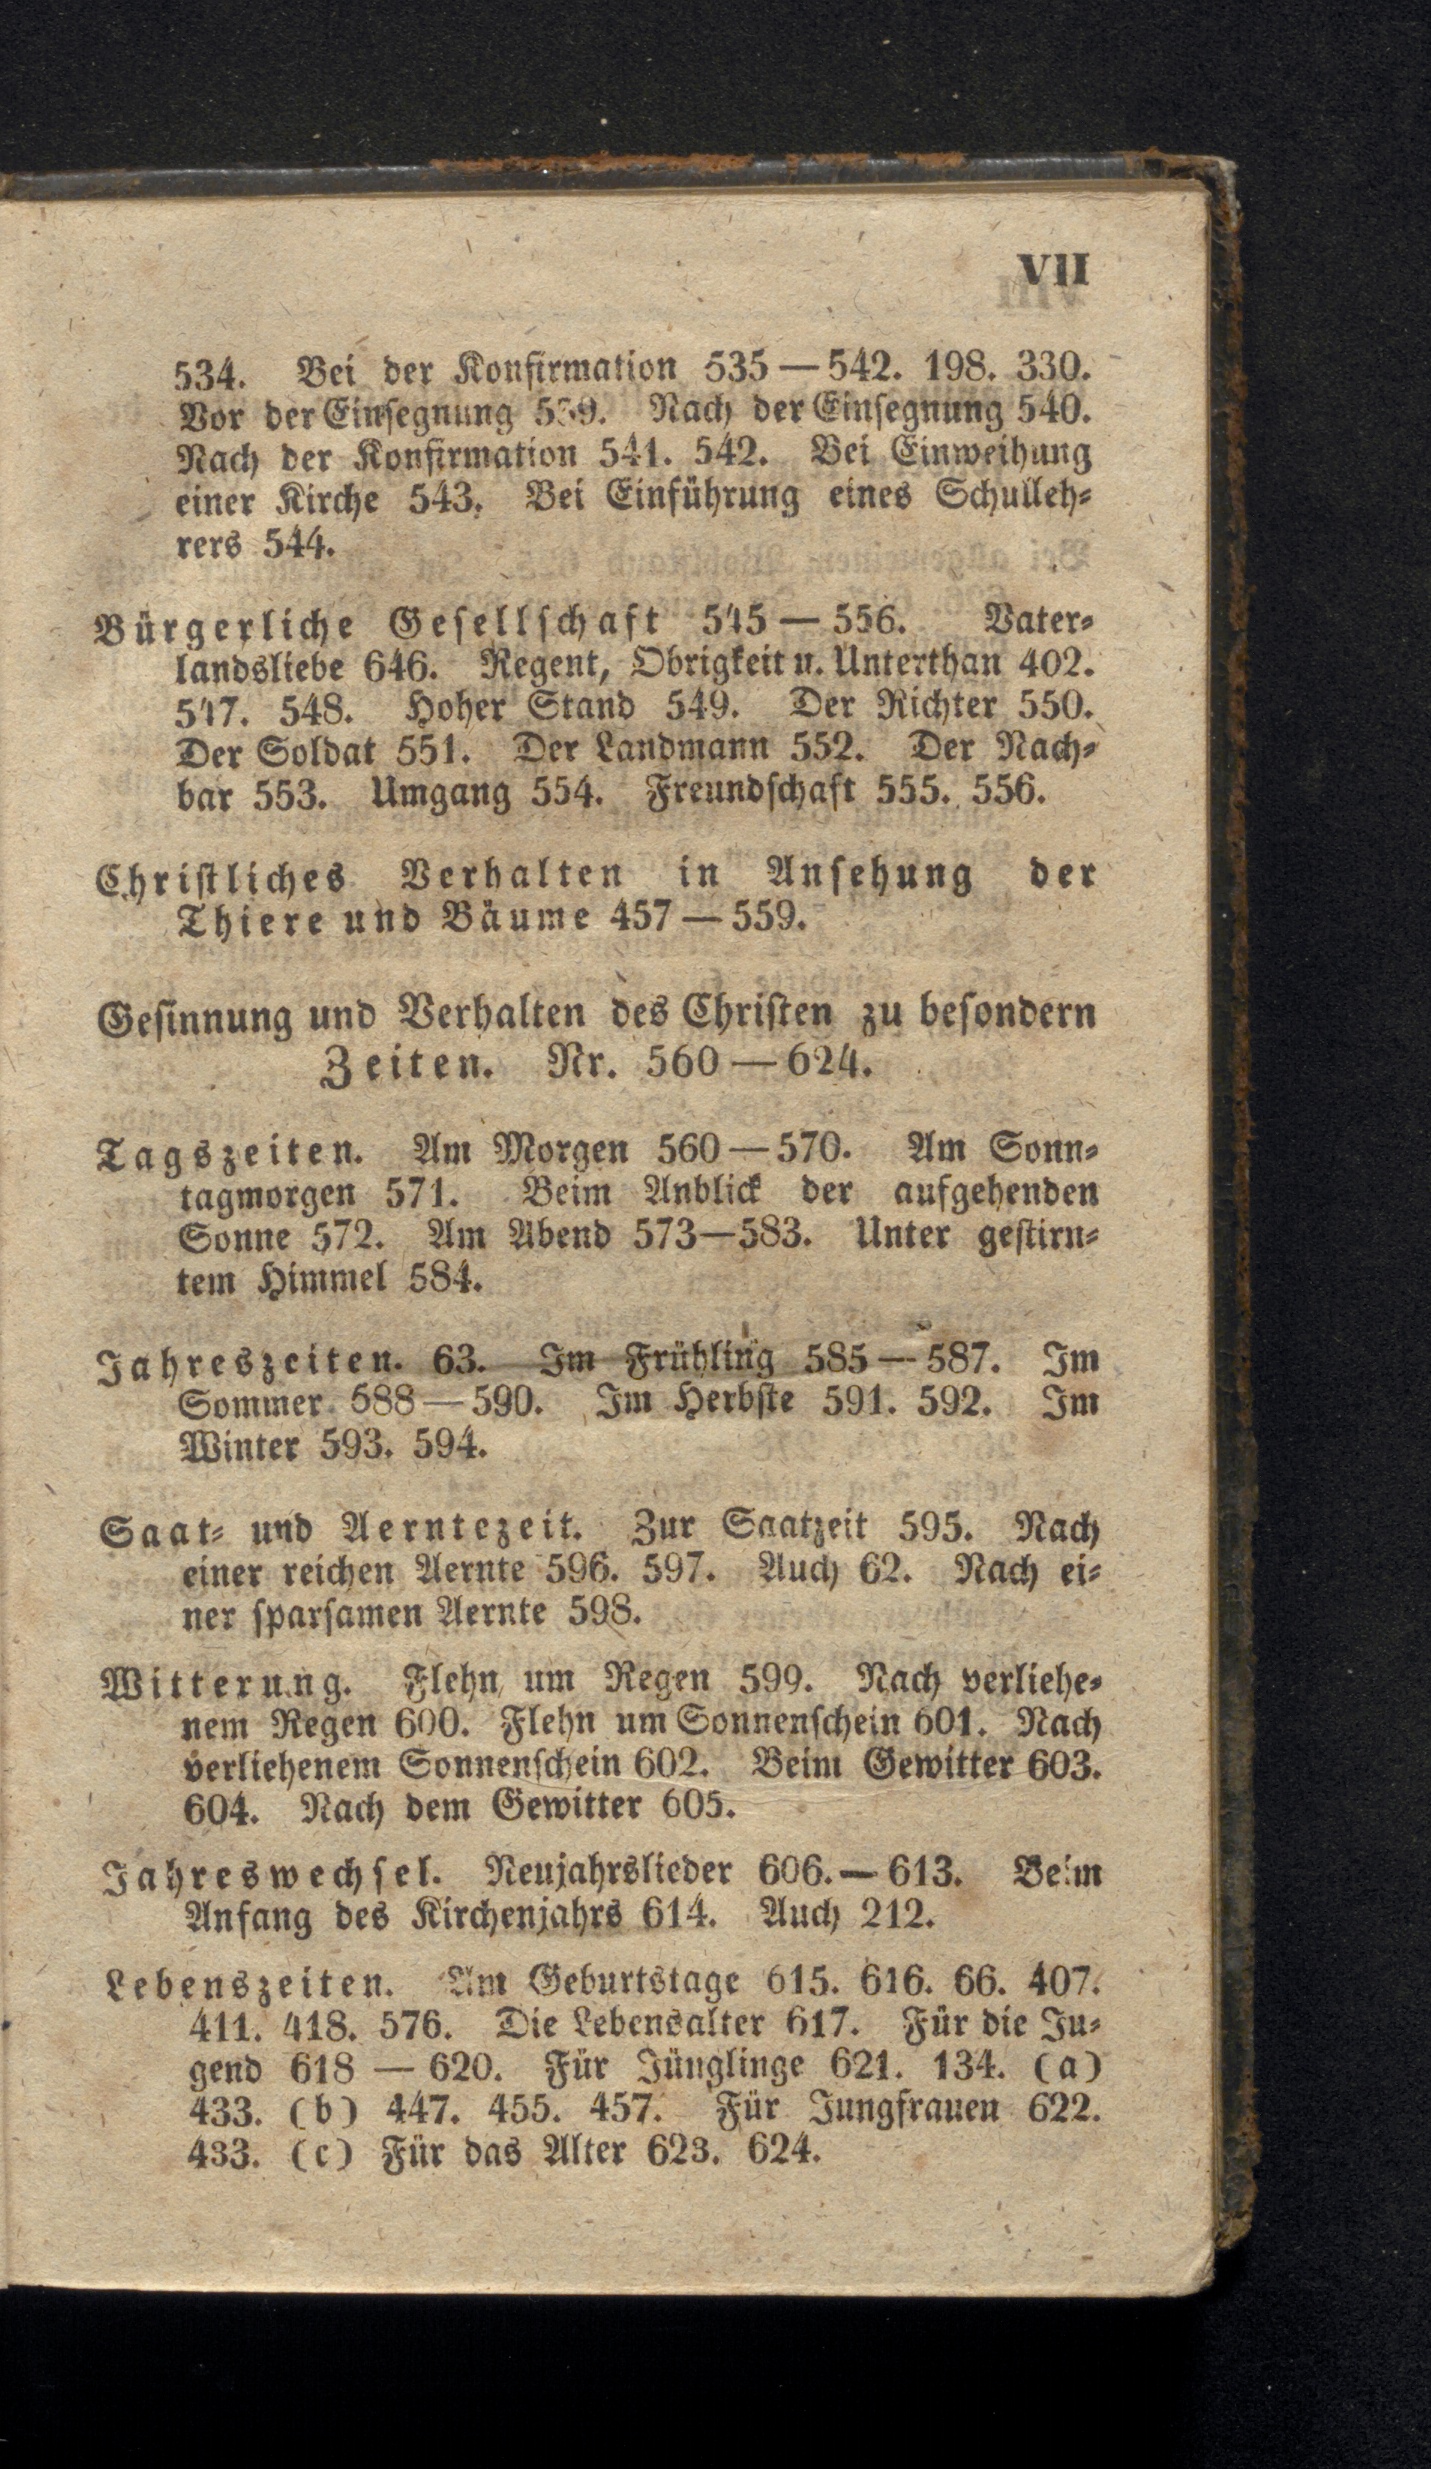 VII
534. Bei der Konfirmation 535 — 542. 198. 330.
Vor der Einsegnung 539. Nach der Einsegnung 540.
Nach der Konfirmation 541. 542. Bei Einweihung
einer Kirche 543. Bei Einführung eines Schulleh-
rers 544.
Bürgerliche Gesellschaft 545 — 556. Vater-
landsliebe 646. Regent, Obrigkeit u. Unterthan 402.
547. 548. Hoher Stand 549. Der Richter 550.
Der Soldat 551. Der Landmann 552. Der Nach-
bar 553. Umgang 554. Freundschaft 555. 556.
Christliches Verhalten in Ansehung der
Thiere und Bäume 457 — 559.
Gesinnung und Verhalten des Christen zu besondern
Zeiten. Nr. 560 — 624.
Tagszeiten. Am Morgen 560 — 570. Am Sonn-
tagmorgen 571. Beim Anblick der aufgehenden
Sonne 572. Am Abend 573—583. Unter gestirn-
tem Himmel 584.
Jahreszeiten. 63. Im Frühling 585 — 587. Im
Sommer 588 — 590. Im Herbste 591. 592. Im
Winter 593. 594.
Saat- und Aerntezeit. Zur Saatzeit 595. Nach
einer reichen Aernte 596. 597. Auch 62. Nach ei-
ner sparsamen Aernte 598.
Witterung. Flehn um Regen 599. Nach verliehe-
nem Regen 600. Flehn um Sonnenschein 601. Nach
verliehenem Sonnenschein 602. Beim Gewitter 603.
604. Nach dem Gewitter 605.
Jahreswechsel. Neujahrslieder 606. — 613. Beim
Anfang des Kirchenjahrs 614. Auch 212.
Lebenszeiten. Am Geburtstage 615. 616. 66. 407.
411. 418. 576. Die Lebensalter 617. Für die Ju-
gend 618 — 620. Für Jünglinge 621. 134. (a)
433. (b) 447. 455. 457. Für Jungfrauen 622.
433. (c) Für das Alter 623. 624.